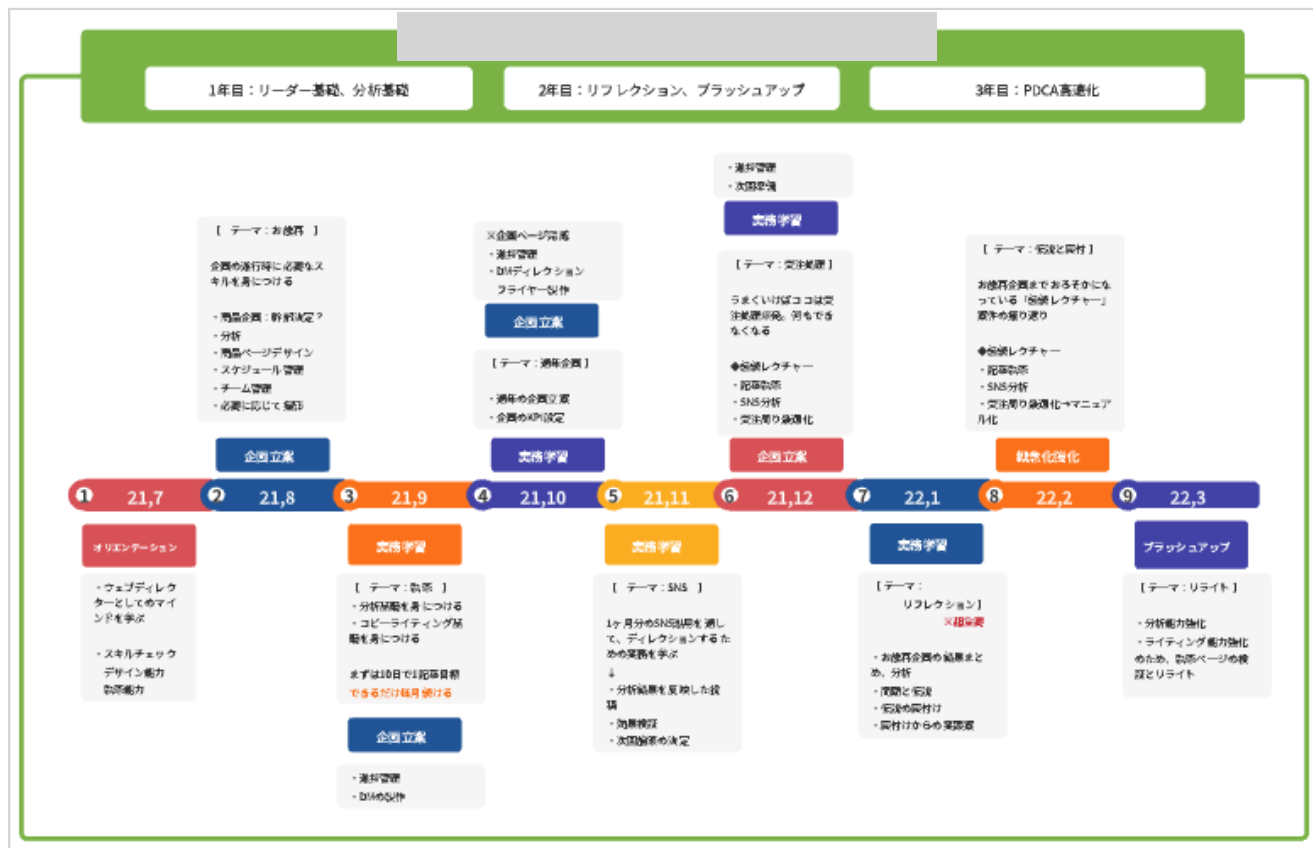 1年目：リーダー基礎、分析基礎
2年目：リフレクション、ブラッシュアップ
3年目：PDCA高速化
・進捗管理
・次回準備
実務学習
[ テーマ：お歳再 ]
企画の遂行時に必要なス
キルを身につける
・商品企画：幹部決定？
・分析
・商品ページデザイン
・スケジュール管理
・チーム管理
・必要に応じて撮影
企画立案
※企画ページ完成
・進捗管理
・DMディレクション
フライヤー製作
企画立案
[ テーマ：通年企画 ]
・通年の企画立案
・企画のKPI設定
実務学習
[ テーマ：受注処理 ]
うまくいけばココは受
注処理爆発。何もでき
なくなる
◆個別レクチャー
・記事執筆
・SNS分析
・受注周り最適化
企画立案
[ テーマ：仮説と裏付 ]
お歳再企画までおろそかにな
っている「個別レクチャー」
案件の振り返り
◆個別レクチャー
・記事執筆
・SNS分析
・受注周り最適化→マニュア
ル化
概念化強化
1 21,7
2 21,8
3 21,9
4 21,10
5 21,11
6 21,12
7 22,1
8 22,2
9 22,3
オリエンテーション
・ウェブディレク
ターとしてのマイ
ンドを学ぶ
・スキルチェック
デザイン能力
執筆能力
実務学習
[ テーマ：執筆 ]
・分析基礎を身につける
・コピーライティング基
礎を身につける
まずは10日で1記事目標
できるだけ毎月続ける
企画立案
・進捗管理
・DMの製作
実務学習
[ テーマ：SNS ]
1ヶ月分のSNS運用を通し
て、ディレクションするた
めの業務を学ぶ
↓
・分析結果を反映した投
稿
・効果検証
・次回施策の決定
実務学習
[ テーマ：
リフレクション]
※超重要
・お歳再企画の結果まと
め、分析
・問題と仮説
・仮説の裏付け
・裏付けからの業務案
ブラッシュアップ
[ テーマ：リライト ]
・分析能力強化
・ライティング能力強化
のため、執筆ページの検
証とリライト